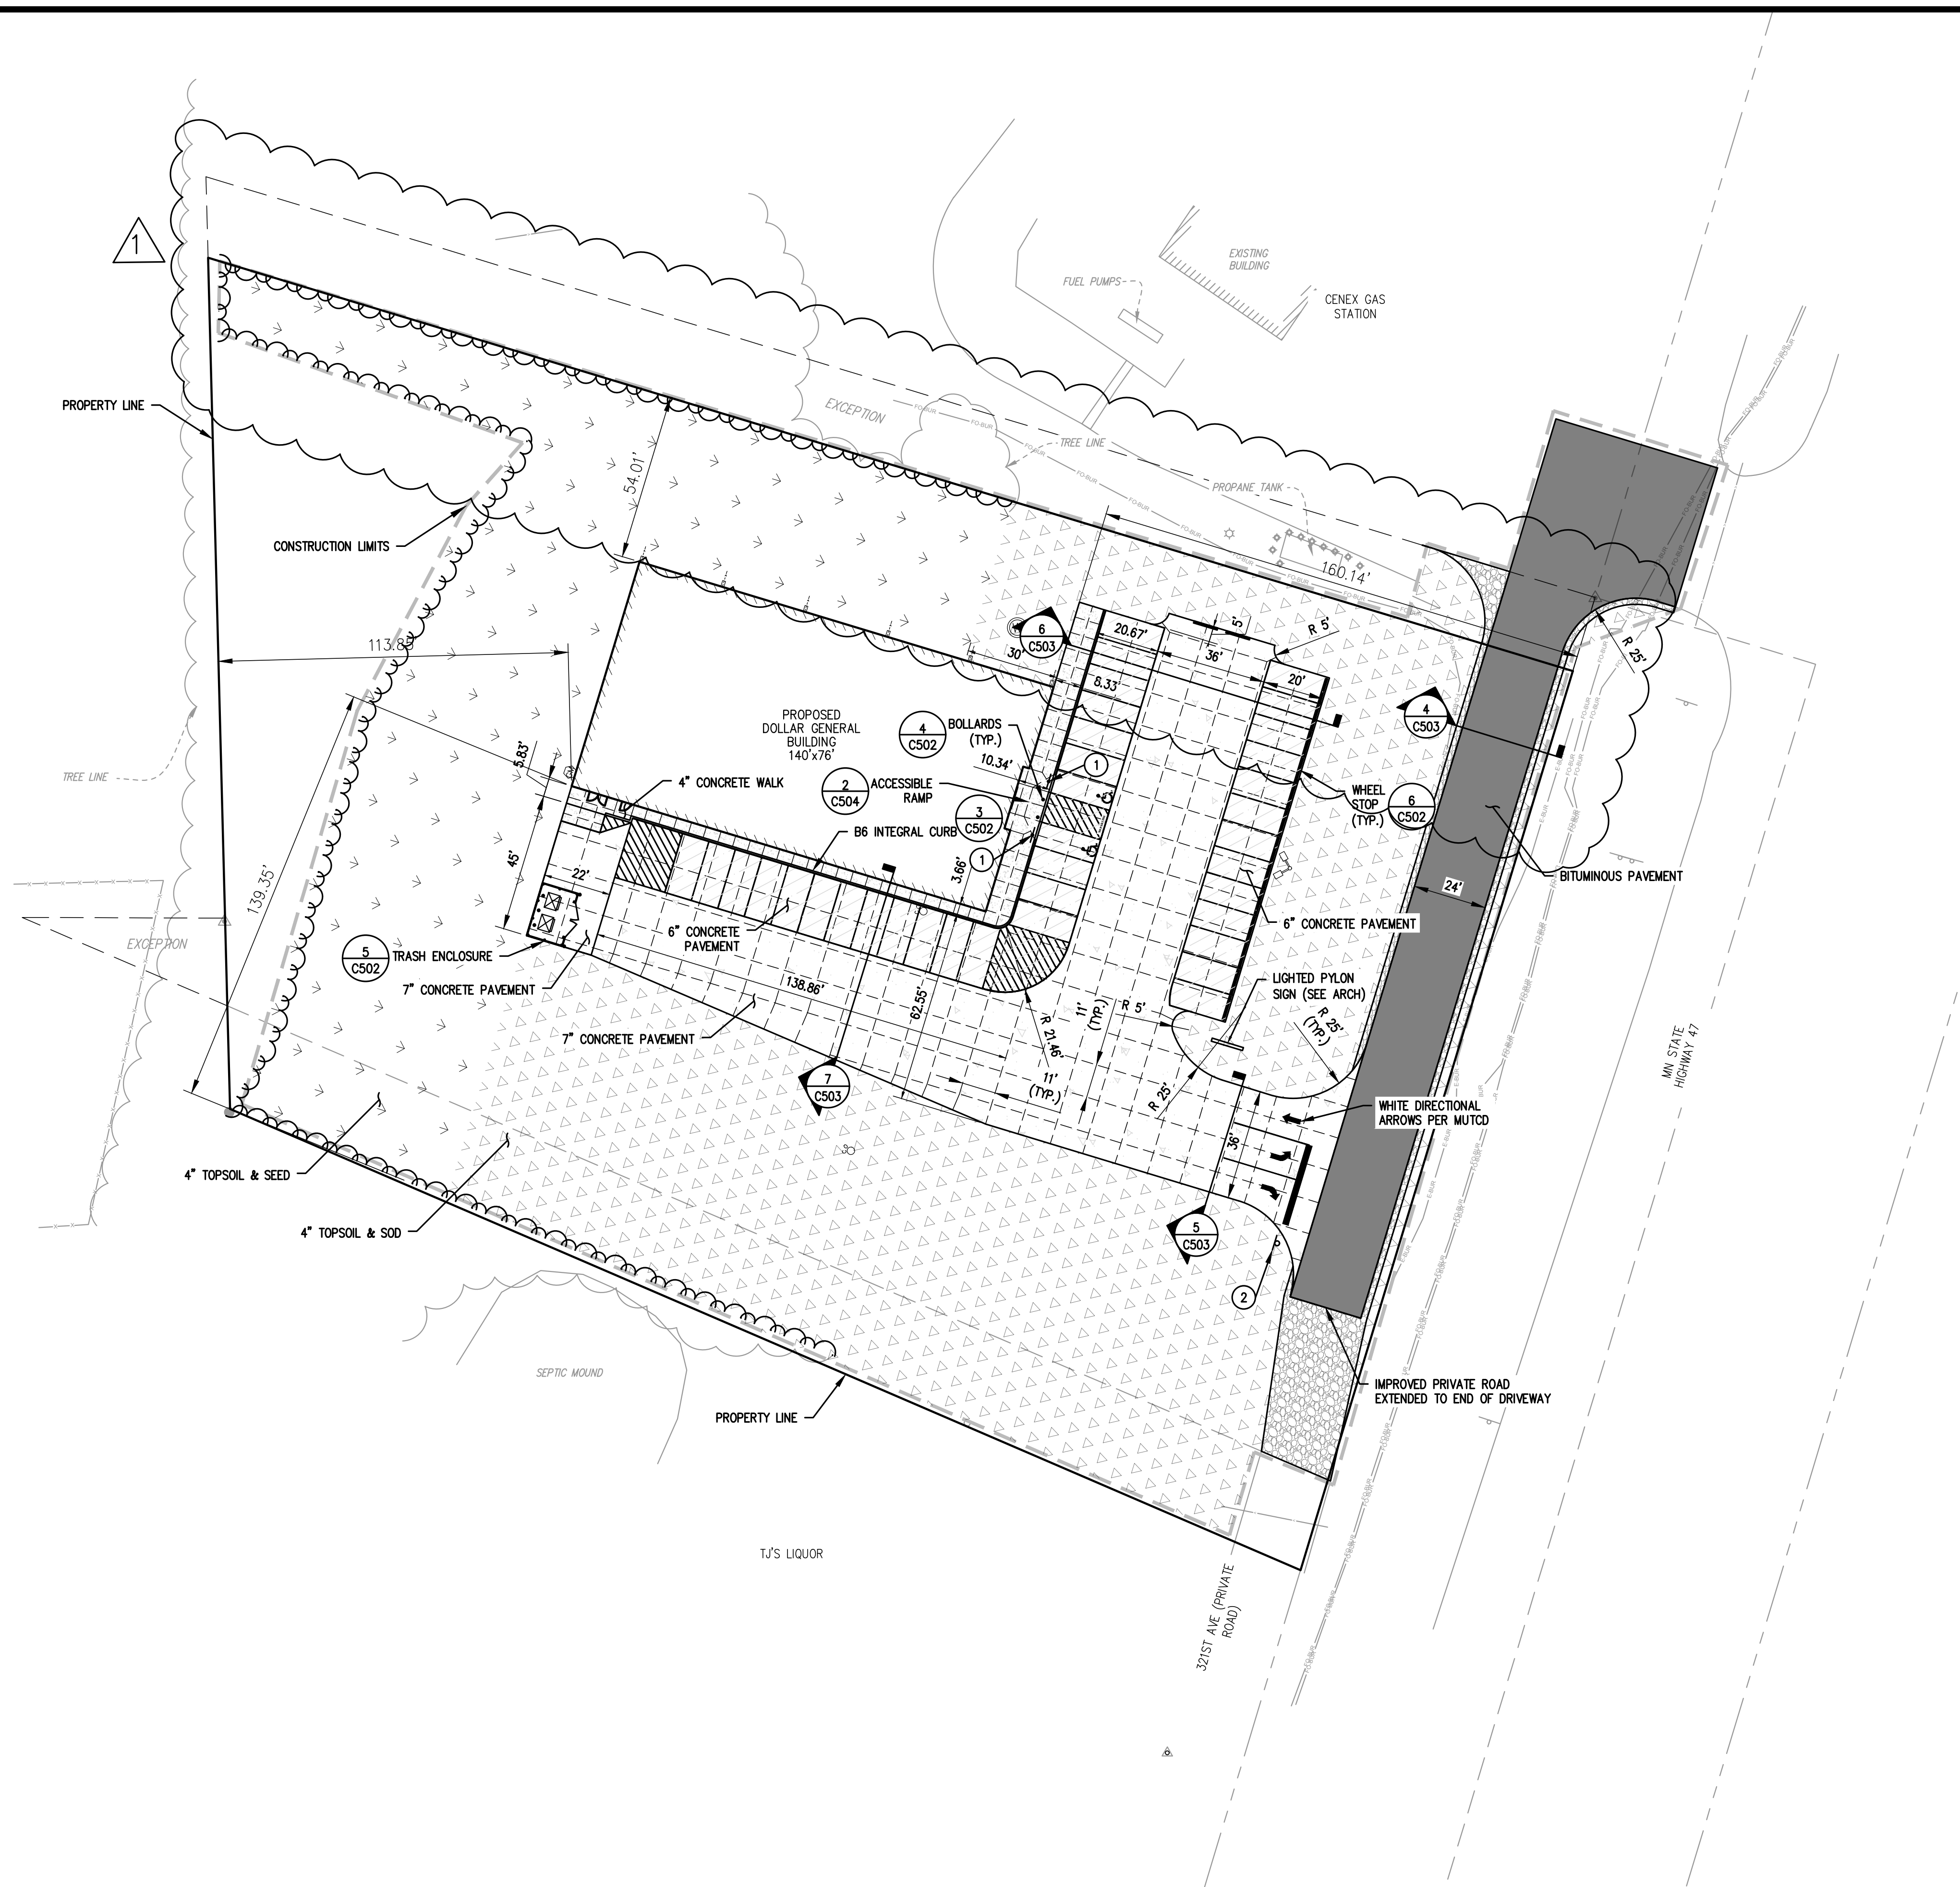 1
PROPERTY LINE
CONSTRUCTION LIMITS
TREE LINE
EXCEPTION
139.35'
113.85'
54.01'
EXCEPTION
EXISTING
BUILDING
FUEL PUMPS
CENEX GAS
STATION
TREE LINE
PROPANE TANK
160.14'
6
C503
30'
20.67'
36'
5'
R 5'
20'
8.33'
R 25'
4
C503
PROPOSED
DOLLAR GENERAL
BUILDING
140'x76'
4
C502
BOLLARDS
(TYP.)
10.34'
1
2
C504
ACCESSIBLE
RAMP
3
C502
1
5.83'
4" CONCRETE WALK
B6 INTEGRAL CURB
3.66'
WHEEL
STOP
(TYP.)
6
C502
24'
BITUMINOUS PAVEMENT
45'
22'
6" CONCRETE
PAVEMENT
6" CONCRETE PAVEMENT
5
C502
TRASH ENCLOSURE
7" CONCRETE PAVEMENT
138.86'
62.55'
LIGHTED PYLON
SIGN (SEE ARCH)
R 25'
(TYP.)
7" CONCRETE PAVEMENT
R 21.46'
11'
(TYP.)
R 5'
11'
(TYP.)
R 25'
7
C503
36'
WHITE DIRECTIONAL
ARROWS PER MUTCD
MN STATE
HIGHWAY 47
4" TOPSOIL & SEED
4" TOPSOIL & SOD
5
C503
2
SEPTIC MOUND
PROPERTY LINE
IMPROVED PRIVATE ROAD
EXTENDED TO END OF DRIVEWAY
TJ'S LIQUOR
321ST AVE (PRIVATE
ROAD)
FO-BUR
E-BUR